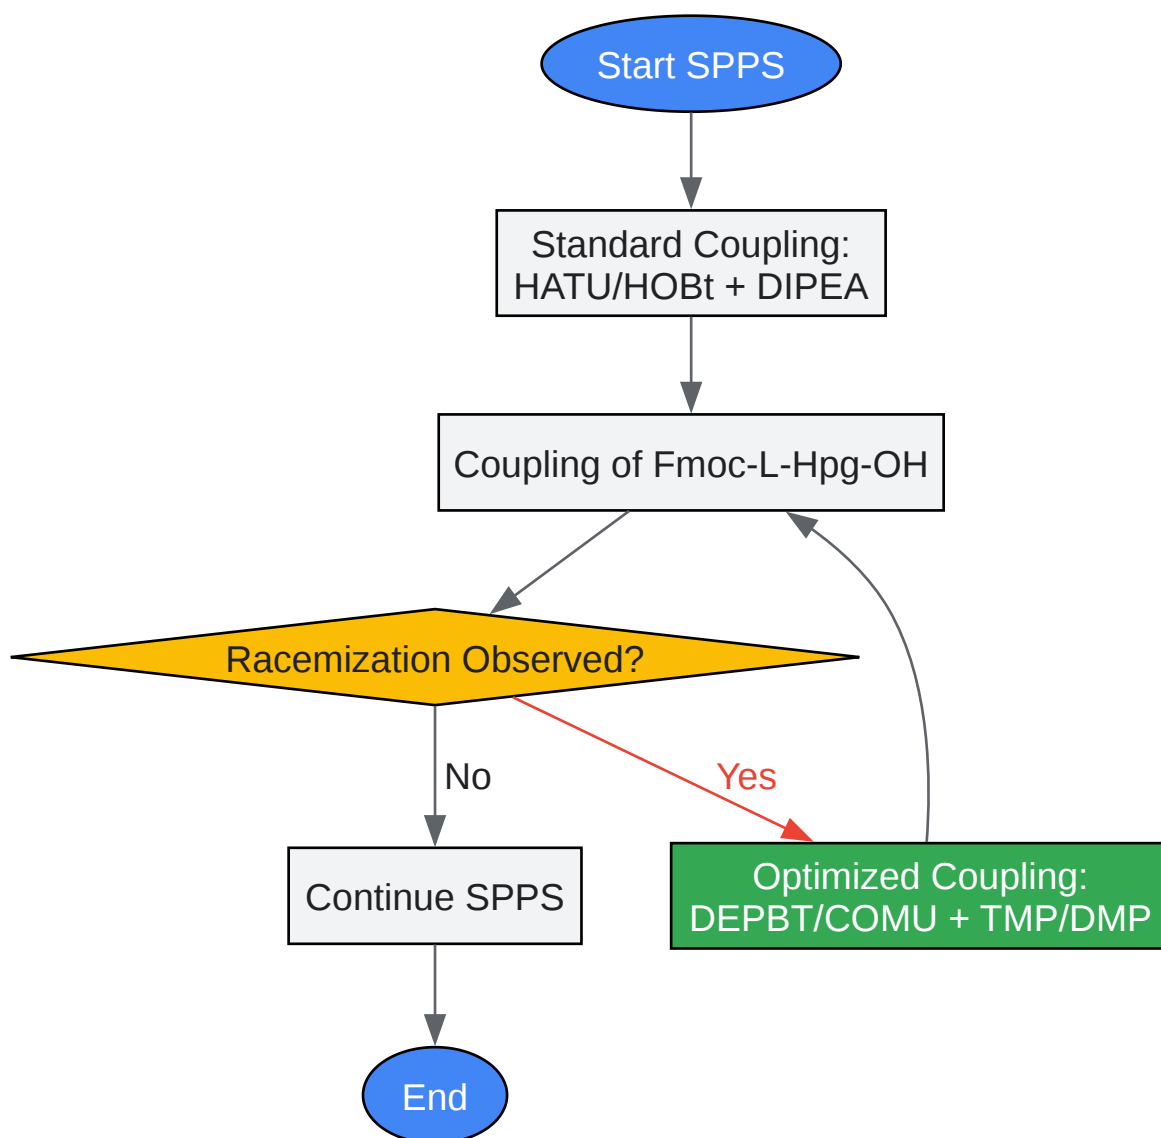 Start SPPS
Standard Coupling:
HATU/HOBt + DIPEA
Coupling of Fmoc-L-Hpg-OH
Racemization Observed?
No
Yes
Continue SPPS
Optimized Coupling:
DEPBT/COMU + TMP/DMP
End